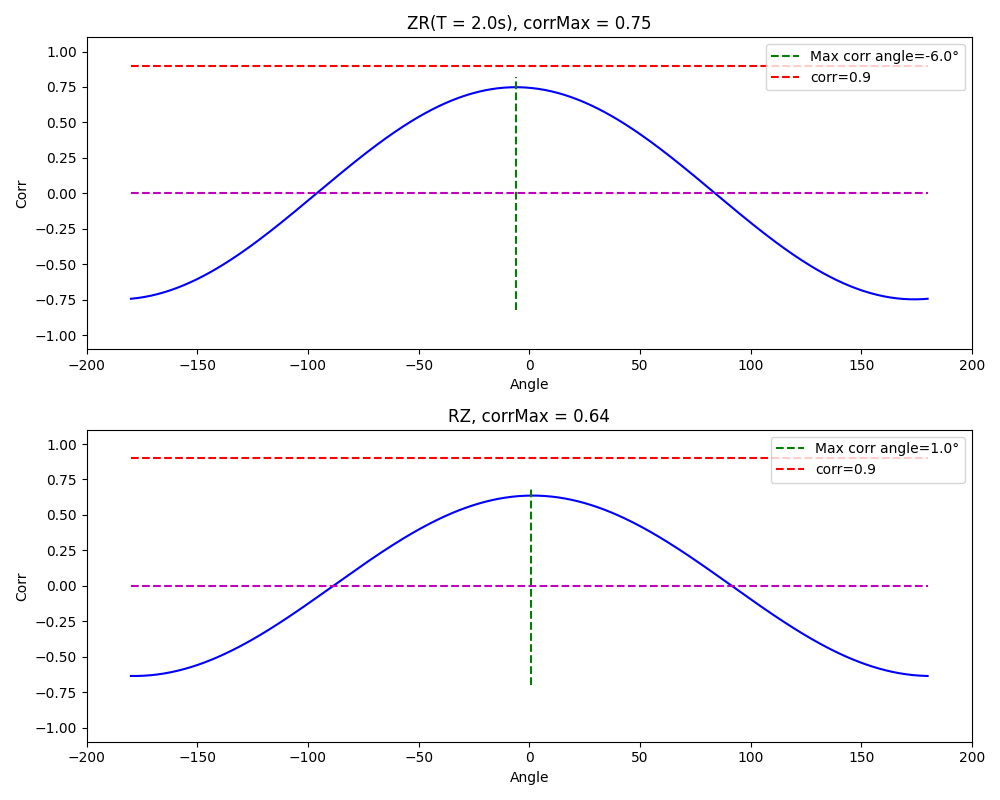 ZR(T = 2.0s), corrMax = 0.75
1.00
0.75
0.50
0.25
0.00
−0.25
−0.50
−0.75
−1.00
Corr
Max corr angle=-6.0°
corr=0.9
−200 −150 −100 −50 0 50 100 150 200
Angle
RZ, corrMax = 0.64
1.00
0.75
0.50
0.25
0.00
−0.25
−0.50
−0.75
−1.00
Corr
Max corr angle=1.0°
corr=0.9
−200 −150 −100 −50 0 50 100 150 200
Angle